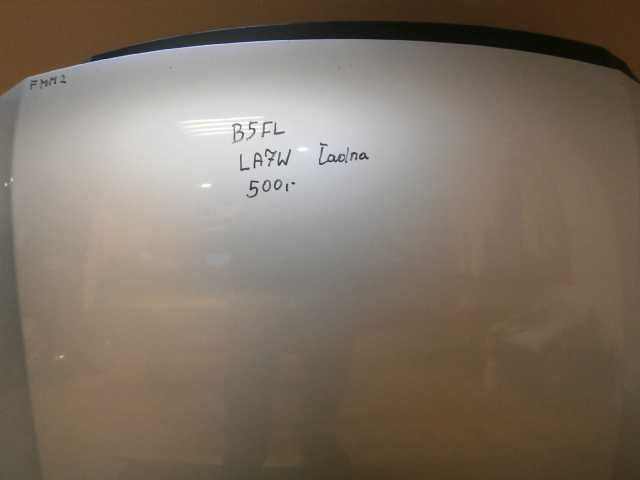 FMM2
B5FL
LA7W Ładna
500,-